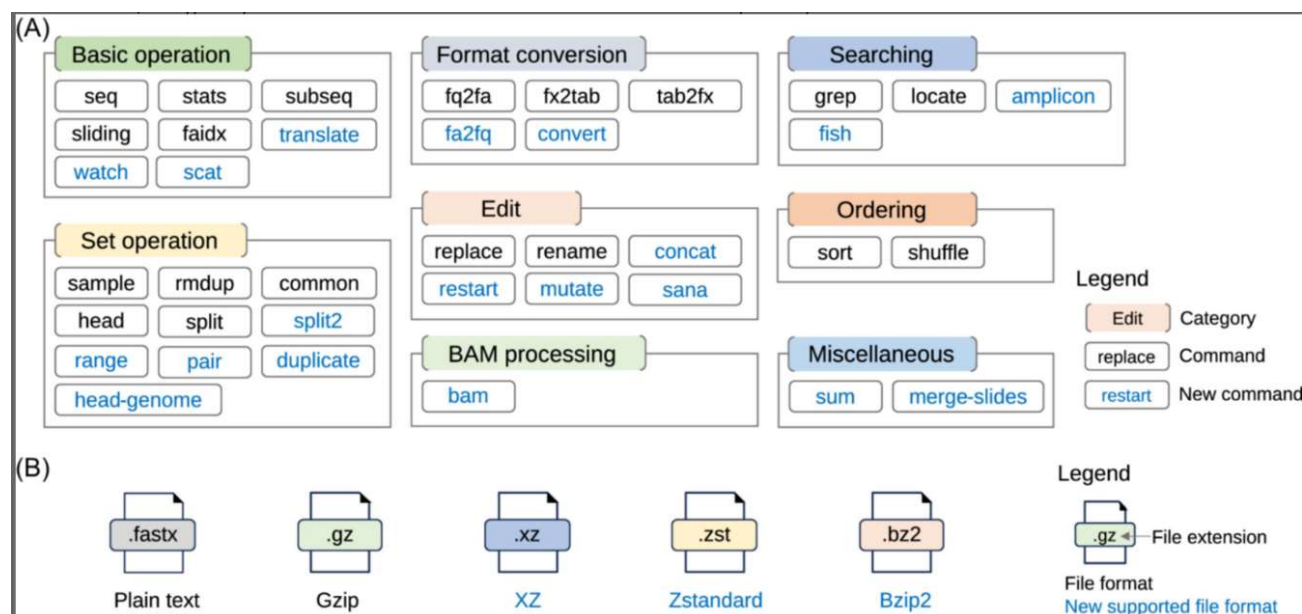 (A)
Basic operation
seq stats subseq
sliding faidx translate
watch scat
Format conversion
fq2fa fx2tab tab2fx
fa2fq convert
Searching
grep locate amplicon
fish
Set operation
sample rmdup common
head split split2
range pair duplicate
head-genome
Edit
replace rename concat
restart mutate sana
Ordering
sort shuffle
BAM processing
bam
Miscellaneous
sum merge-slides
Legend
Edit Category
replace Command
restart New command
(B)
.fastx .gz .xz .zst .bz2
Plain text Gzip XZ Zstandard Bzip2
Legend
.gz File extension
File format
New supported file format